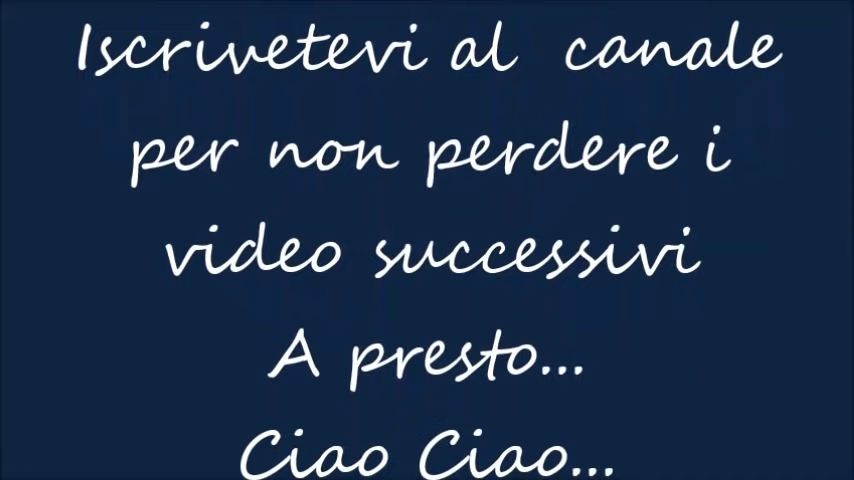 Iscrivetevi al canale
per non perdere i
video successivi
A presto...
Ciao Ciao...